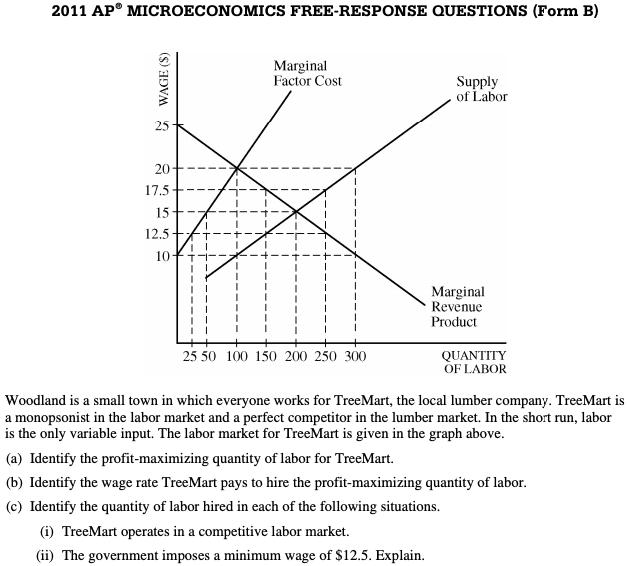 2011 AP® MICROECONOMICS FREE-RESPONSE QUESTIONS (Form B)
WAGE ($)
Marginal
Factor Cost
Supply
of Labor
25
20
17.5
15
12.5
10
Marginal
Revenue
Product
25 50 100 150 200 250 300
QUANTITY
OF LABOR
Woodland is a small town in which everyone works for TreeMart, the local lumber company. TreeMart is
a monopsonist in the labor market and a perfect competitor in the lumber market. In the short run, labor
is the only variable input. The labor market for TreeMart is given in the graph above.
(a) Identify the profit-maximizing quantity of labor for TreeMart.
(b) Identify the wage rate TreeMart pays to hire the profit-maximizing quantity of labor.
(c) Identify the quantity of labor hired in each of the following situations.
(i) TreeMart operates in a competitive labor market.
(ii) The government imposes a minimum wage of $12.5. Explain.